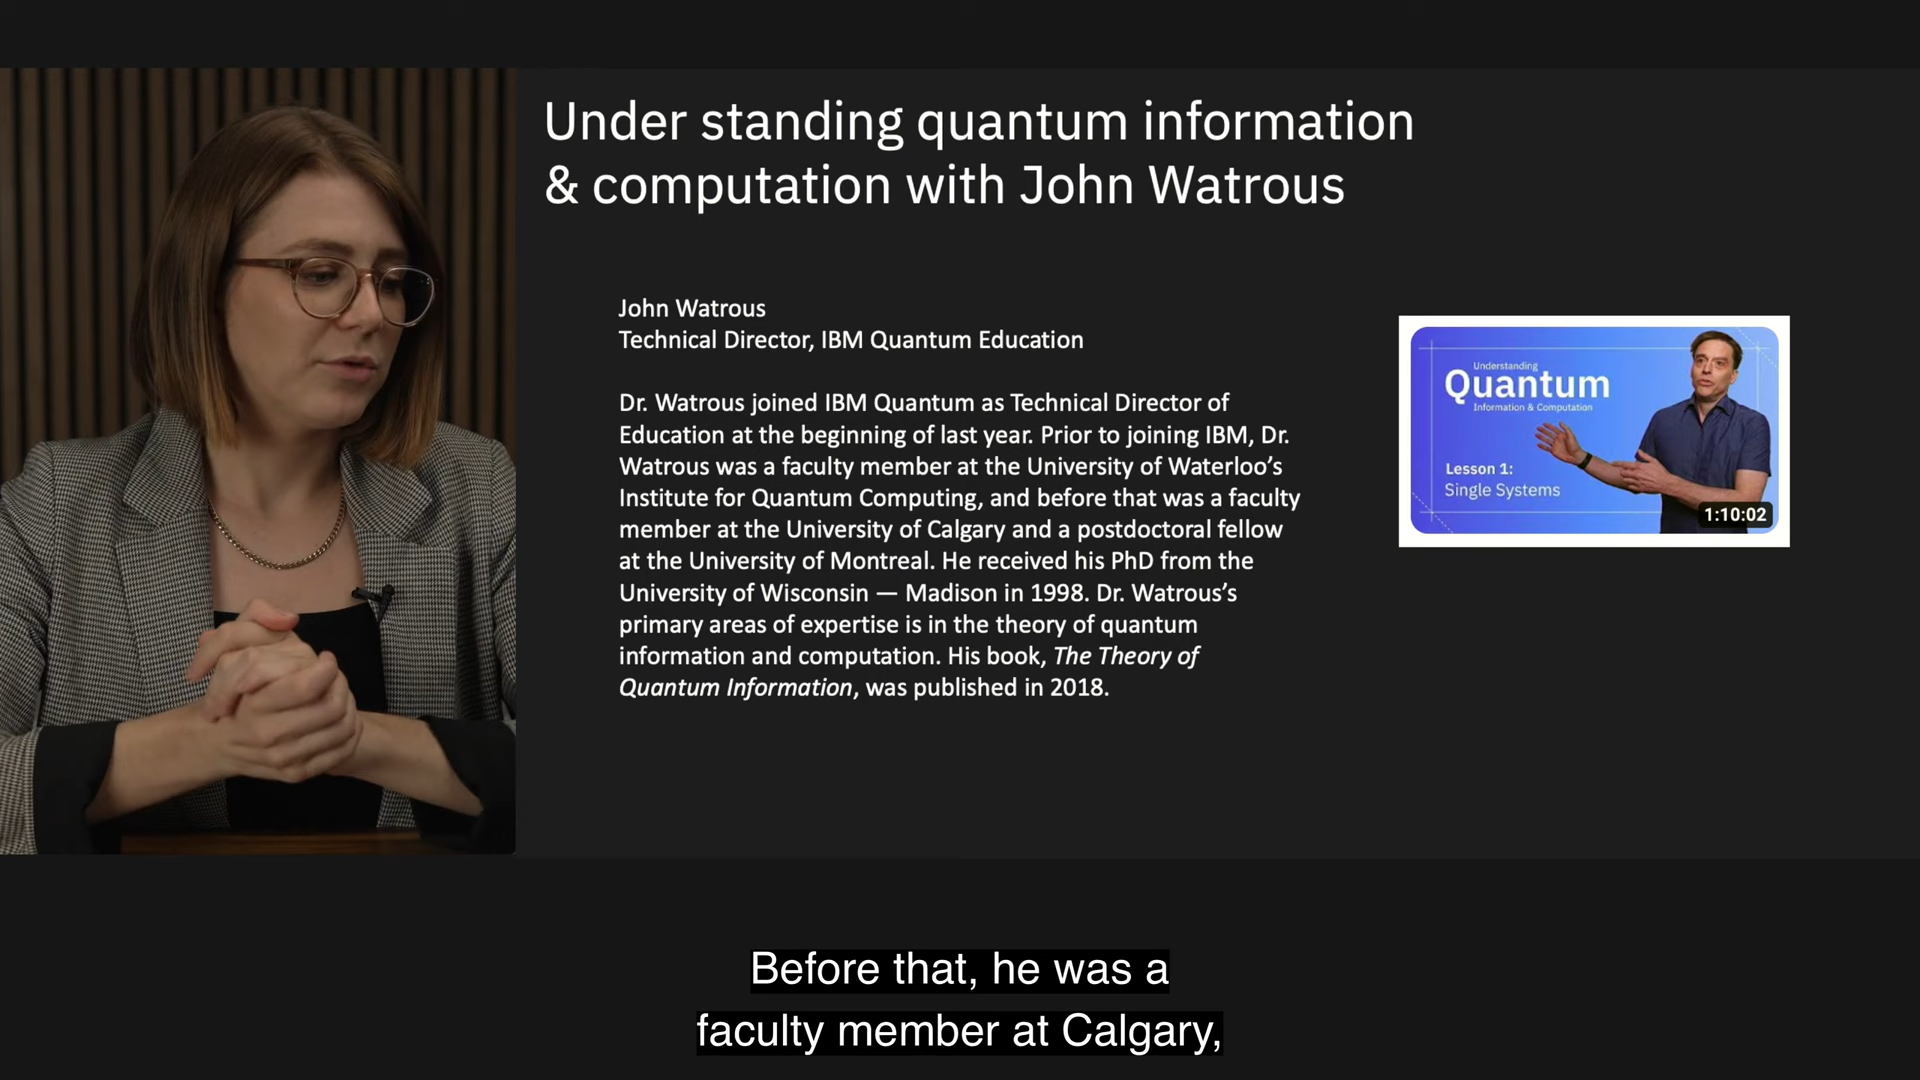 Under standing quantum information
& computation with John Watrous
John Watrous
Technical Director, IBM Quantum Education
Dr. Watrous joined IBM Quantum as Technical Director of
Education at the beginning of last year. Prior to joining IBM, Dr.
Watrous was a faculty member at the University of Waterloo’s
Institute for Quantum Computing, and before that was a faculty
member at the University of Calgary and a postdoctoral fellow
at the University of Montreal. He received his PhD from the
University of Wisconsin — Madison in 1998. Dr. Watrous’s
primary areas of expertise is in the theory of quantum
information and computation. His book, The Theory of
Quantum Information, was published in 2018.
Understanding
Quantum
Information & Computation
Lesson 1:
Single Systems
1:10:02
Before that, he was a
faculty member at Calgary,